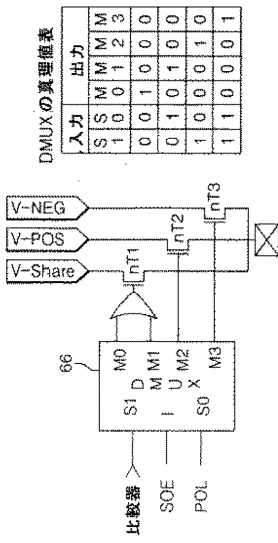 DMUXの真理値表
入力 出力
S1 S0 M0 M1 M2 M3
0 0 1 0 0 0
0 1 0 1 0 0
1 0 0 0 1 0
1 1 0 0 0 1
V-NEG
V-POS
V-Share
nT1
nT2
nT3
66
比較器
SOE
POL
S1
I
S0
DMUX
M0
M1
M2
M3